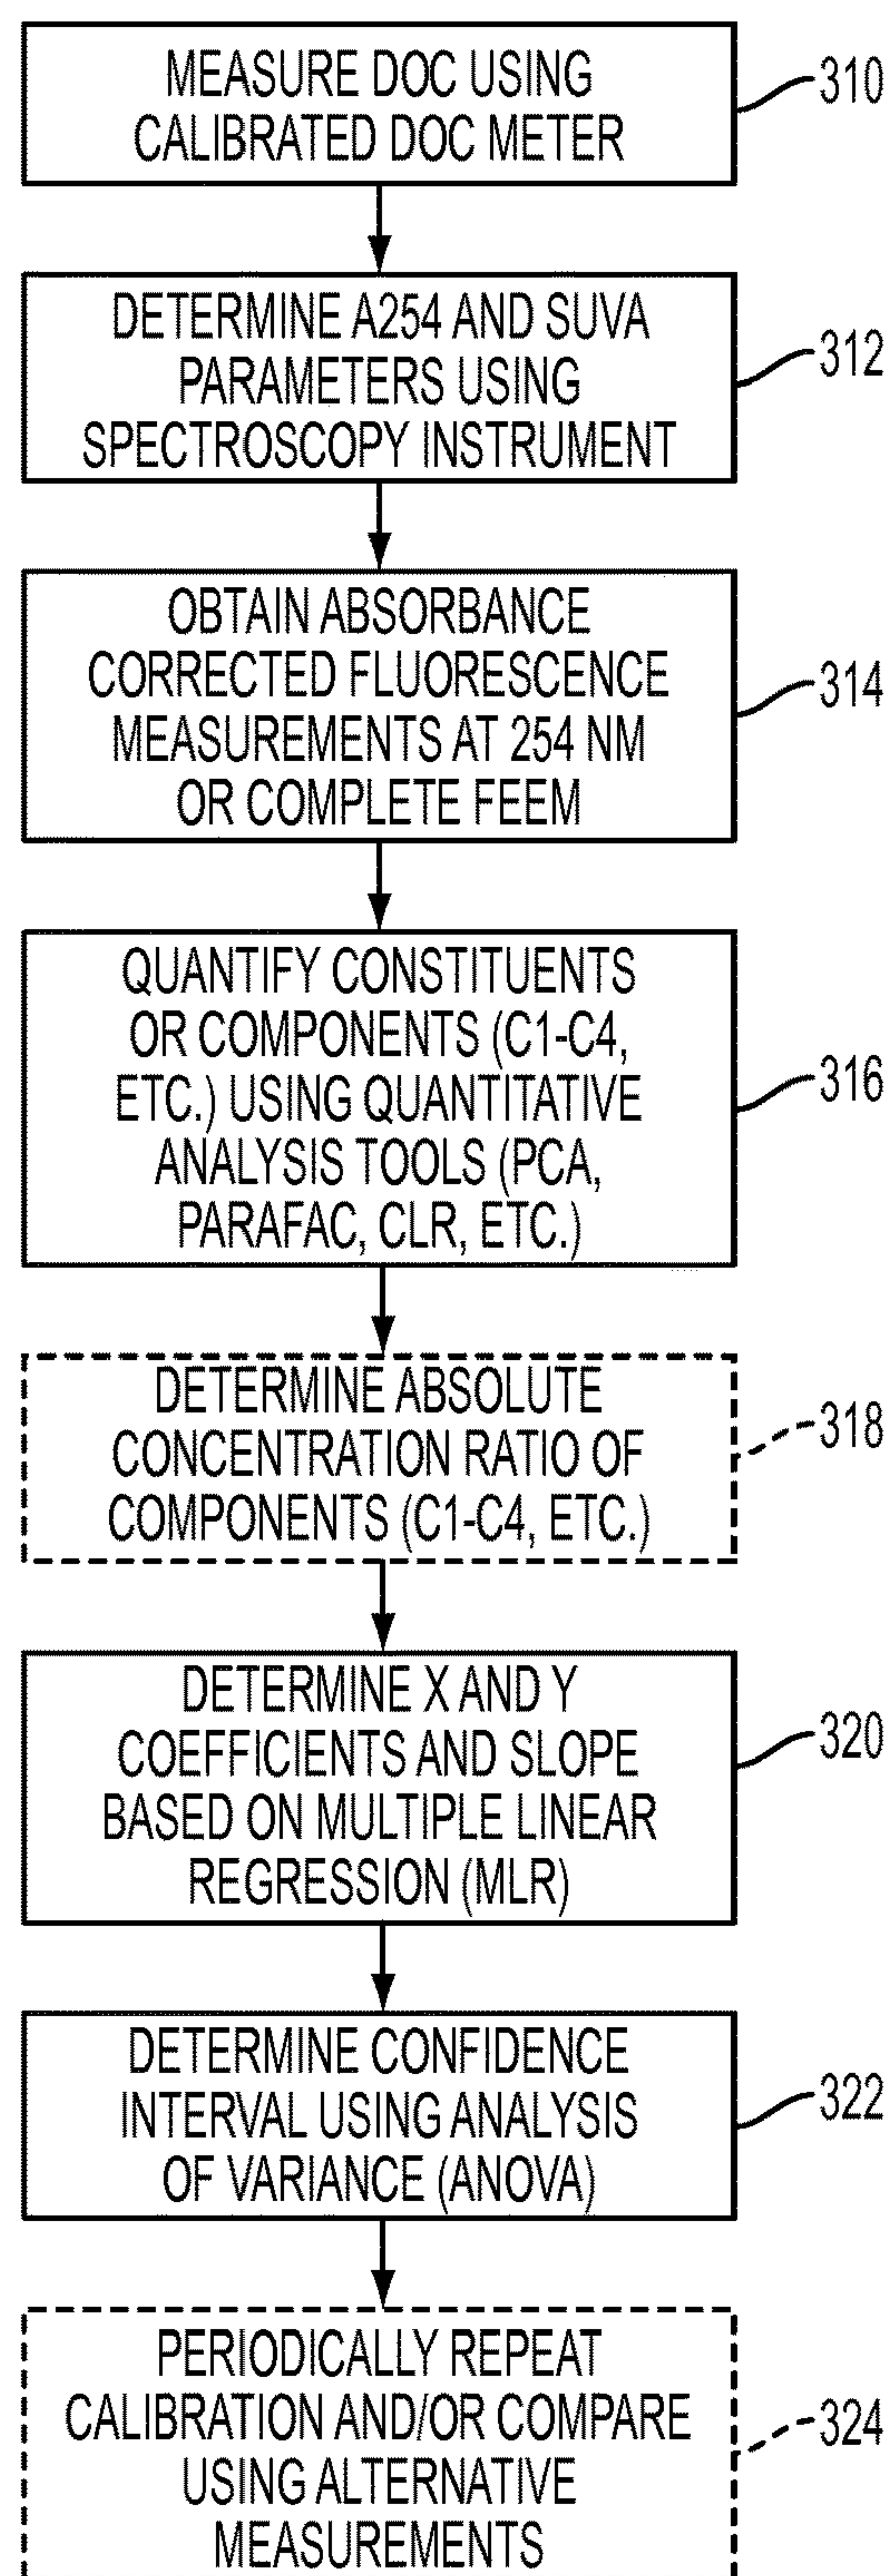 MEASURE DOC USING
CALIBRATED DOC METER
310
DETERMINE A254 AND SUVA
PARAMETERS USING
SPECTROSCOPY INSTRUMENT
312
OBTAIN ABSORBANCE
CORRECTED FLUORESCENCE
MEASUREMENTS AT 254 NM
OR COMPLETE FEEM
314
QUANTIFY CONSTITUENTS
OR COMPONENTS (C1-C4,
ETC.) USING QUANTITATIVE
ANALYSIS TOOLS (PCA,
PARAFAC, CLR, ETC.)
316
DETERMINE ABSOLUTE
CONCENTRATION RATIO OF
COMPONENTS (C1-C4, ETC.)
318
DETERMINE X AND Y
COEFFICIENTS AND SLOPE
BASED ON MULTIPLE LINEAR
REGRESSION (MLR)
320
DETERMINE CONFIDENCE
INTERVAL USING ANALYSIS
OF VARIANCE (ANOVA)
322
PERIODICALLY REPEAT
CALIBRATION AND/OR COMPARE
USING ALTERNATIVE
MEASUREMENTS
324